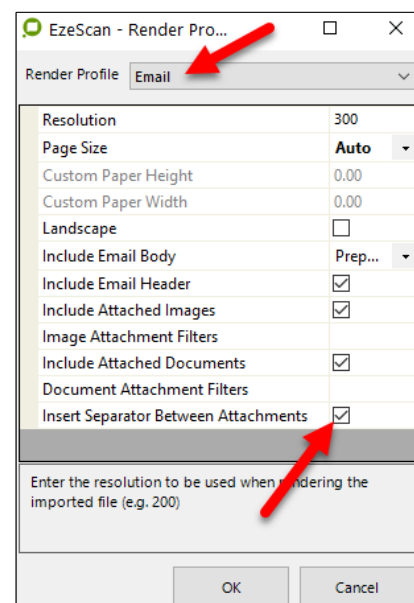 EzeScan - Render Pro...
Render Profile Email
Resolution 300
Page Size Auto
Custom Paper Height 0.00
Custom Paper Width 0.00
Landscape
Include Email Body Prep...
Include Email Header
Include Attached Images
Image Attachment Filters
Include Attached Documents
Document Attachment Filters
Insert Separator Between Attachments
Enter the resolution to be used when rendering the
imported file (e.g. 200)
OK Cancel